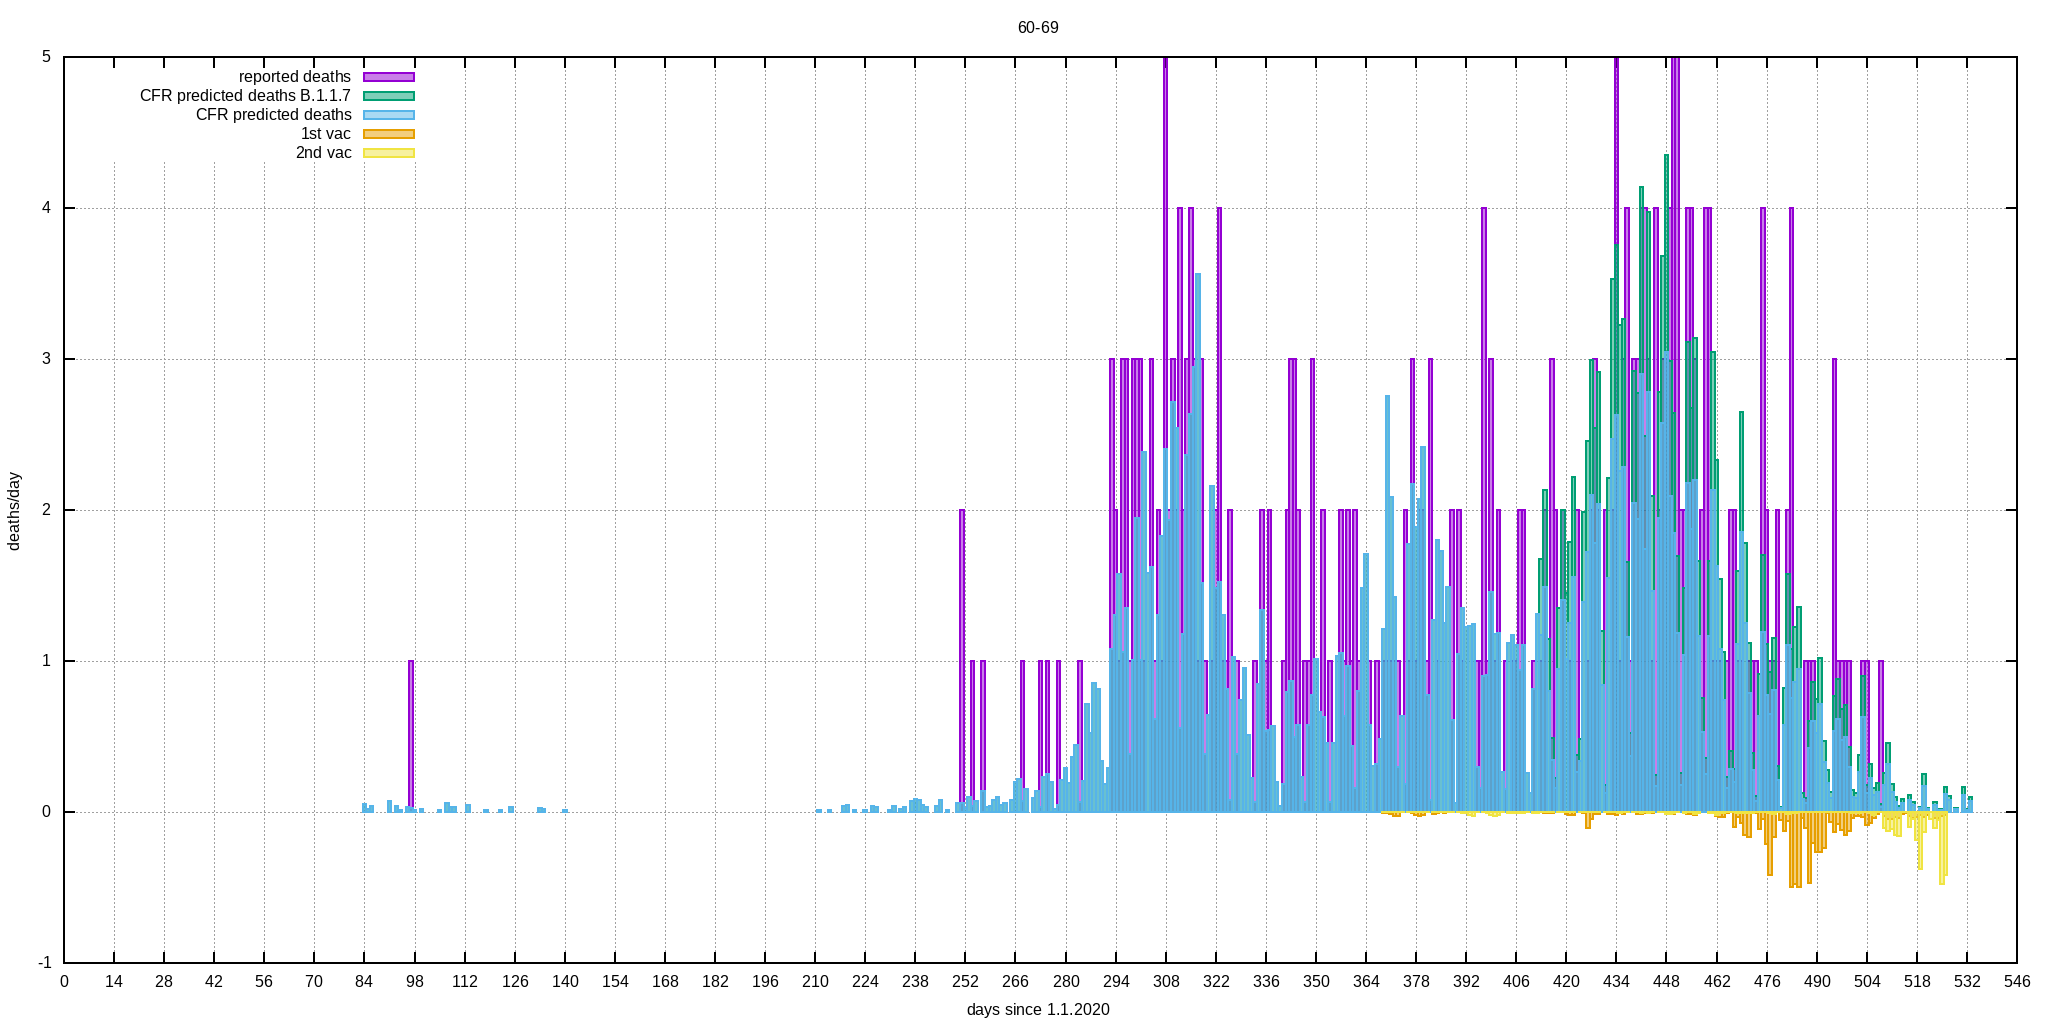 60-69
5
4
3
2
1
0
-1
deaths/day
reported deaths
CFR predicted deaths B.1.1.7
CFR predicted deaths
1st vac
2nd vac
0 14 28 42 56 70 84 98 112 126 140 154 168 182 196 210 224 238 252 266 280 294 308 322 336 350 364 378 392 406 420 434 448 462 476 490 504 518 532 546
days since 1.1.2020